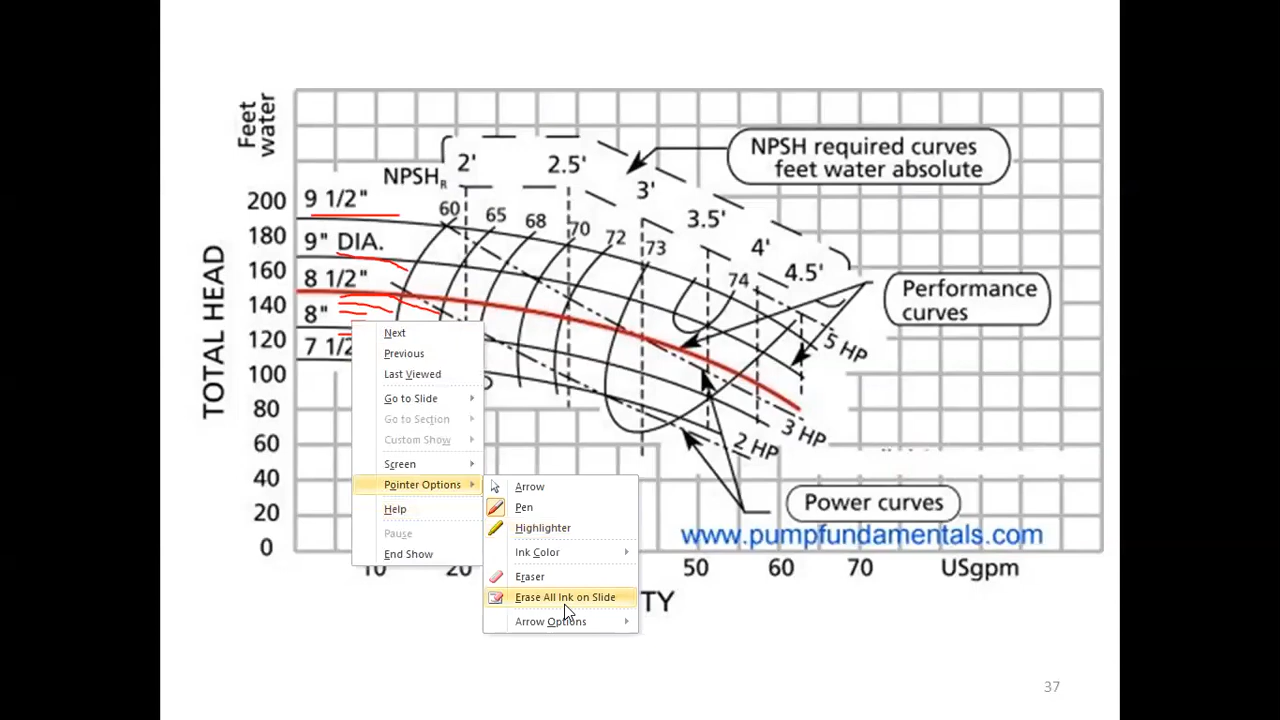 Feet
water
NPSH required curves
feet water absolute
NPSHR
2'
2.5'
3'
3.5'
4'
4.5'
200
180
160
140
120
100
80
60
40
20
0
TOTAL HEAD
9 1/2"
9" DIA.
8 1/2"
8"
7 1/2
60
65
68
70
72
73
74
Performance
curves
5 HP
3 HP
2 HP
Power curves
www.pumpfundamentals.com
10
20
50
60
70
USgpm
TY
Next
Previous
Last Viewed
Go to Slide
Go to Section
Custom Show
Screen
Pointer Options
Help
Pause
End Show
Arrow
Pen
Highlighter
Ink Color
Eraser
Erase All Ink on Slide
Arrow Options
37